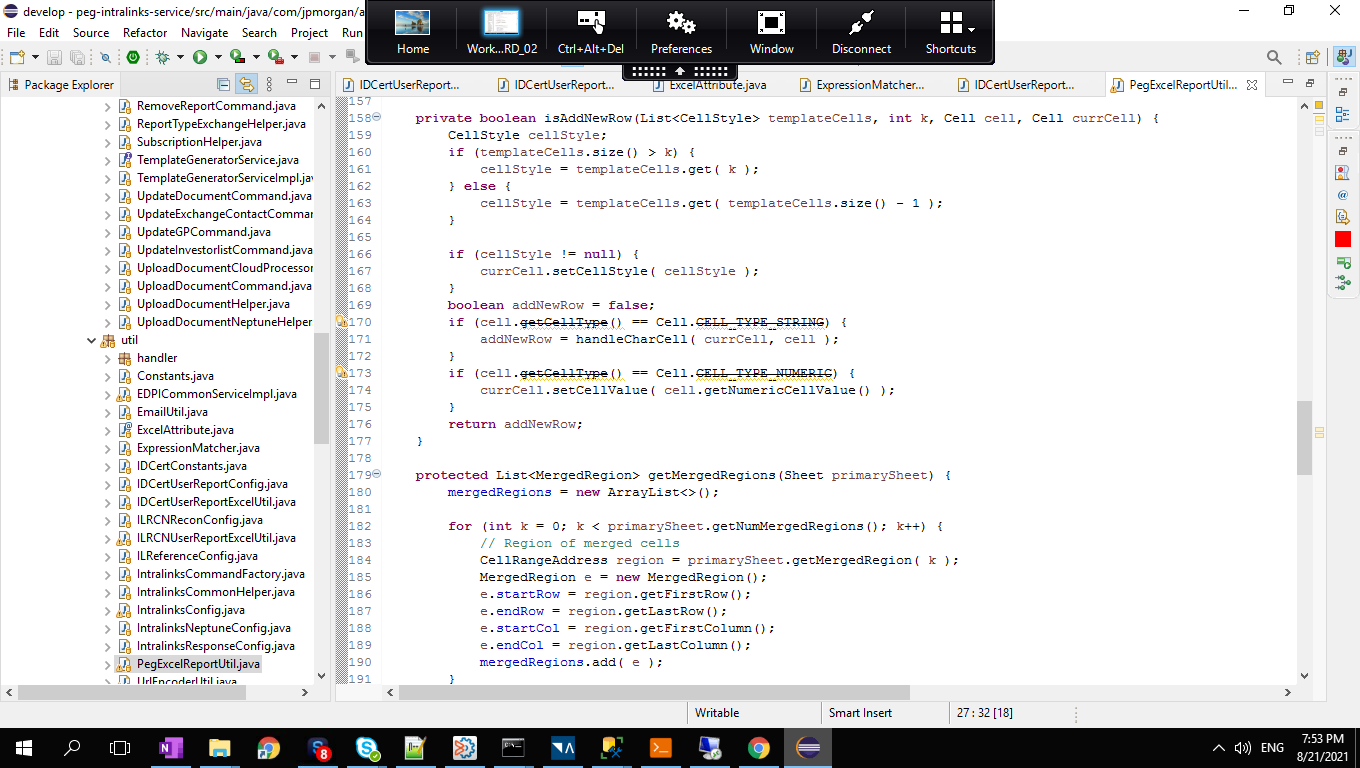 develop - peg-intralinks-service/src/main/java/com/jpmorgan/a
File Edit Source Refactor Navigate Search Project Run
Home
Work...RD_02
Ctrl+Alt+Del
Preferences
Window
Disconnect
Shortcuts
Package Explorer
IDCertUserReport...
IDCertUserReport...
ExcelAttribute.java
ExpressionMatcher...
IDCertUserReport...
PegExcelReportUtil...
RemoveReportCommand.java
ReportTypeExchangeHelper.java
SubscriptionHelper.java
TemplateGeneratorService.java
TemplateGeneratorServiceImpl.jav
UpdateDocumentCommand.java
UpdateExchangeContactCommar
UpdateGPCommand.java
UpdateInvestorlistCommand.java
UploadDocumentCloudProcessor
UploadDocumentCommand.java
UploadDocumentHelper.java
UploadDocumentNeptuneHelper
util
handler
Constants.java
EDPICommonServiceImpl.java
EmailUtil.java
ExcelAttribute.java
ExpressionMatcher.java
IDCertConstants.java
IDCertUserReportConfig.java
IDCertUserReportExcelUtil.java
ILRCNReconConfig.java
ILRCNUserReportExcelUtil.java
ILReferenceConfig.java
IntralinksCommandFactory.java
IntralinksCommonHelper.java
IntralinksConfig.java
IntralinksNeptuneConfig.java
IntralinksResponseConfig.java
PegExcelReportUtil.java
UrlEncoderUtil.java
157
158 private boolean isAddNewRow(List<CellStyle> templateCells, int k, Cell cell, Cell currCell) {
159 CellStyle cellStyle;
160 if (templateCells.size() > k) {
161 cellStyle = templateCells.get( k );
162 } else {
163 cellStyle = templateCells.get( templateCells.size() - 1 );
164 }
165
166 if (cellStyle != null) {
167 currCell.setCellStyle( cellStyle );
168 }
169 boolean addNewRow = false;
170 if (cell.getCellType() == Cell.CELL_TYPE_STRING) {
171 addNewRow = handleCharCell( currCell, cell );
172 }
173 if (cell.getCellType() == Cell.CELL_TYPE_NUMERIC) {
174 currCell.setCellValue( cell.getNumericCellValue() );
175 }
176 return addNewRow;
177 }
178
179 protected List<MergedRegion> getMergedRegions(Sheet primarySheet) {
180 mergedRegions = new ArrayList<>();
181
182 for (int k = 0; k < primarySheet.getNumMergedRegions(); k++) {
183 // Region of merged cells
184 CellRangeAddress region = primarySheet.getMergedRegion( k );
185 MergedRegion e = new MergedRegion();
186 e.startRow = region.getFirstRow();
187 e.endRow = region.getLastRow();
188 e.startCol = region.getFirstColumn();
189 e.endCol = region.getLastColumn();
190 mergedRegions.add( e );
191 }
Writable
Smart Insert
27 : 32 [18]
8
ENG
7:53 PM
8/21/2021